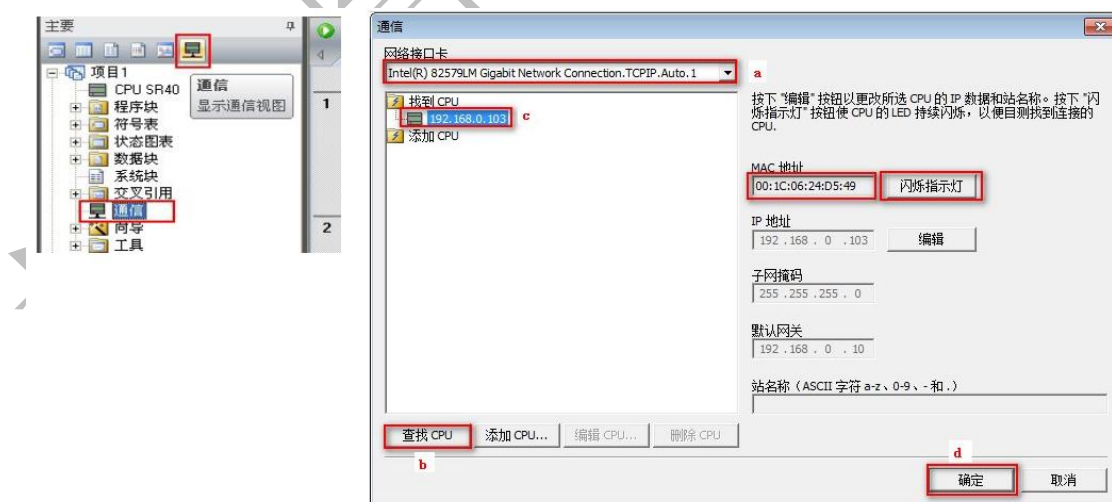 主要
项目1
CPU SR40
程序块
符号表
状态图表
数据块
系统块
交叉引用
通信
向导
工具
通信
显示通信视图
1
2
通信
网络接口卡
Intel(R) 82579LM Gigabit Network Connection.TCPIP.Auto.1
a
找到 CPU
192.168.0.103
c
添加 CPU
按下 "编辑" 按钮以更改所选 CPU 的 IP 数据和站名称。按下 "闪
烁指示灯" 按钮使 CPU 的 LED 持续闪烁，以便目测找到连接的
CPU.
MAC 地址
00:1C:06:24:D5:49
闪烁指示灯
IP 地址
192 . 168 . 0 . 103
编辑
子网掩码
255 . 255 . 255 . 0
默认网关
192 . 168 . 0 . 10
站名称（ASCII 字符 a-z、0-9、- 和 .）
查找 CPU
添加 CPU...
编辑 CPU...
删除 CPU
b
d
确定
取消